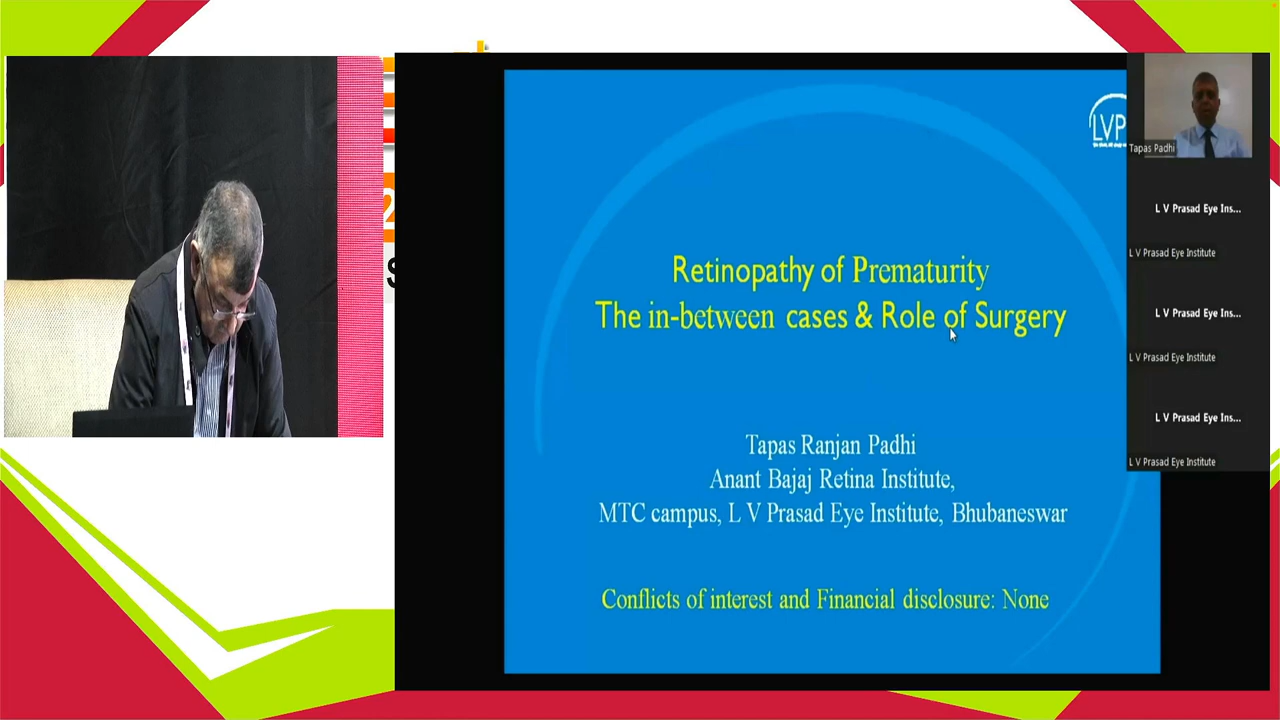 LVP
Retinopathy of Prematurity
The in-between cases & Role of Surgery
Tapas Ranjan Padhi
Anant Bajaj Retina Institute,
MTC campus, L V Prasad Eye Institute, Bhubaneswar
Conflicts of interest and Financial disclosure: None
Tapas Padhi
L V Prasad Eye Ins...
L V Prasad Eye Institute
L V Prasad Eye Ins...
L V Prasad Eye Institute
L V Prasad Eye Ins...
L V Prasad Eye Institute